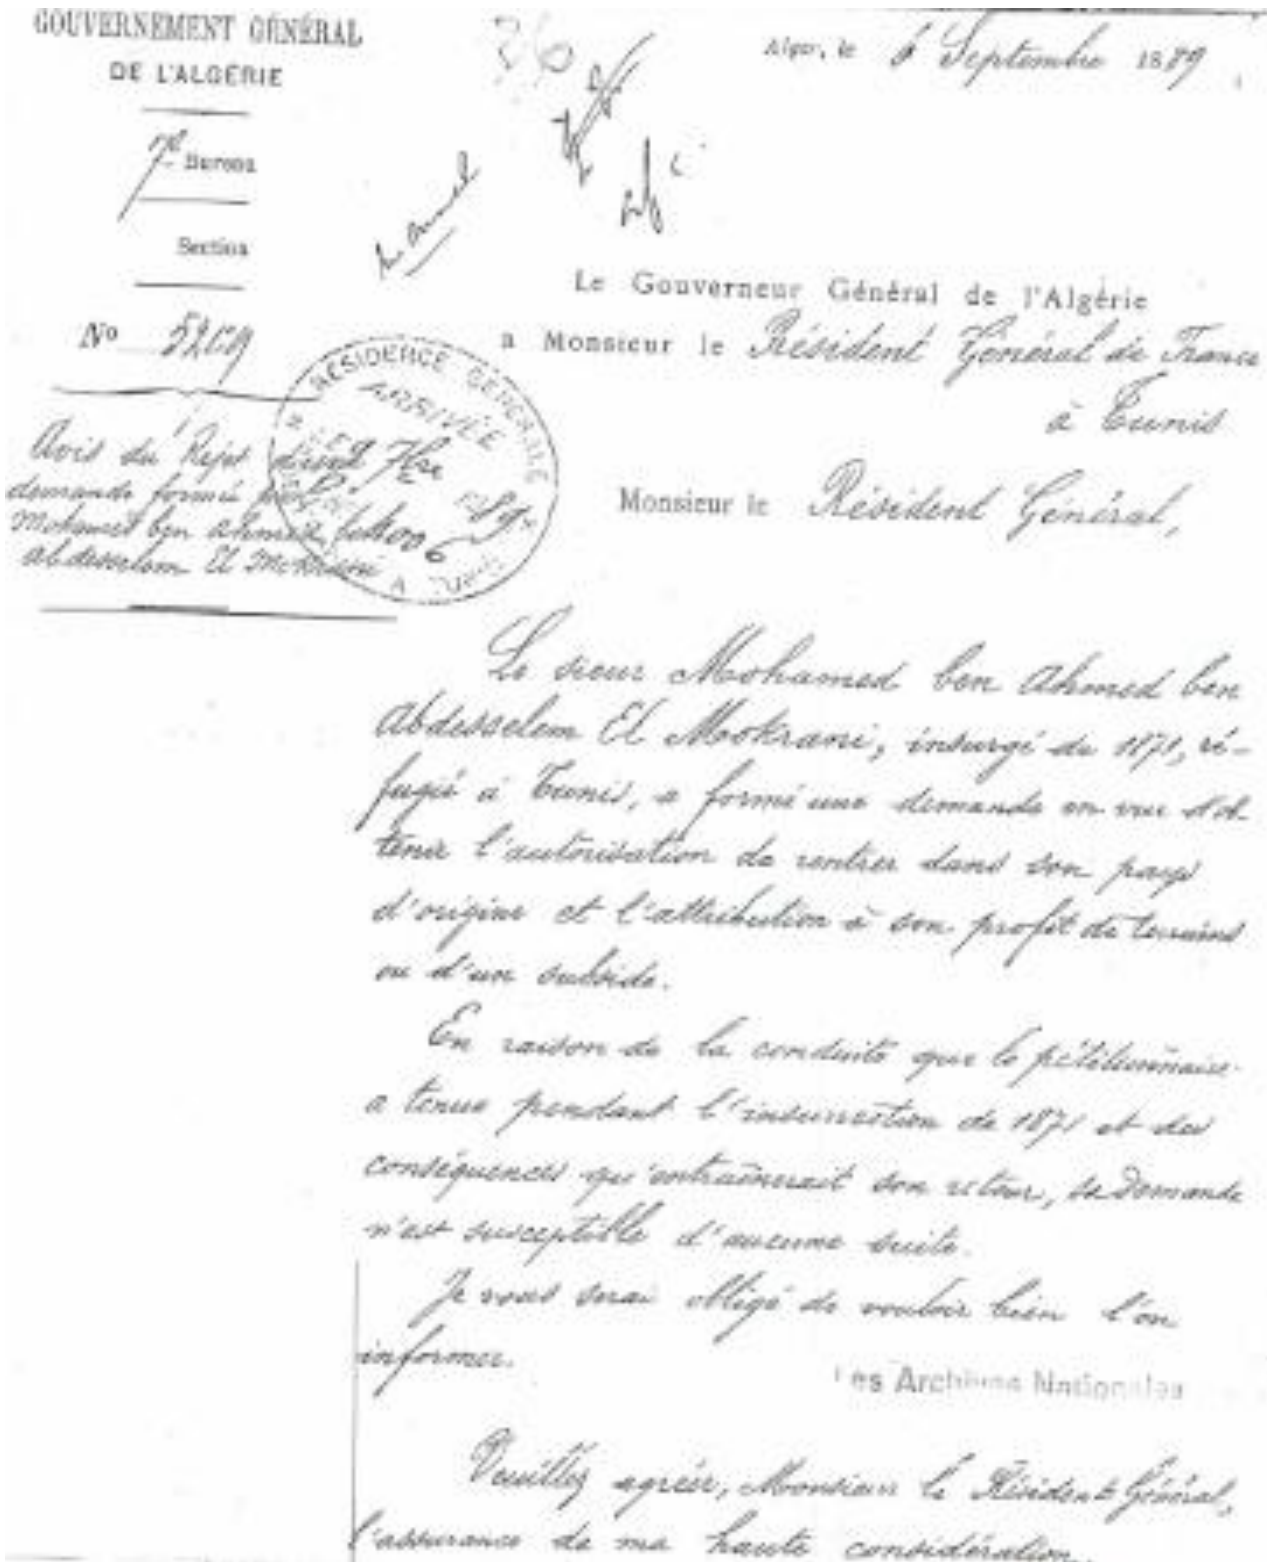 GOUVERNEMENT GÉNÉRAL
DE L'ALGÉRIE
Bureau
Section
No
Alger, le 6 Septembre 1889
Le Gouverneur Général de l'Algérie
a Monsieur le Résident Général de France
à Tunis
RÉSIDENCE GÉNÉRALE
ARRIVÉE
Avis du Rejet
demande formée
Mohamed ben Ahmed ben
Abdesselem El Mokrani
Monsieur le Résident Général,
Le sieur Mohamed ben Ahmed ben
Abdesselem El Mokrani, insurgé de 1871, ré-
fugié à Tunis, a formé une demande en vue d'ob-
tenir l'autorisation de rentrer dans son pays
d'origine et l'attribution à son profit de terrains
ou d'un subside.
En raison de la conduite que le pétitionnaire
a tenue pendant l'insurrection de 1871 et des
conséquences qu'entraînerait son retour, sa demande
n'est susceptible d'aucune suite.
Je vous serai obligé de vouloir bien l'en
informer.
Les Archives Nationales
Veuillez agréer, Monsieur le Résident Général,
l'assurance de ma haute considération.